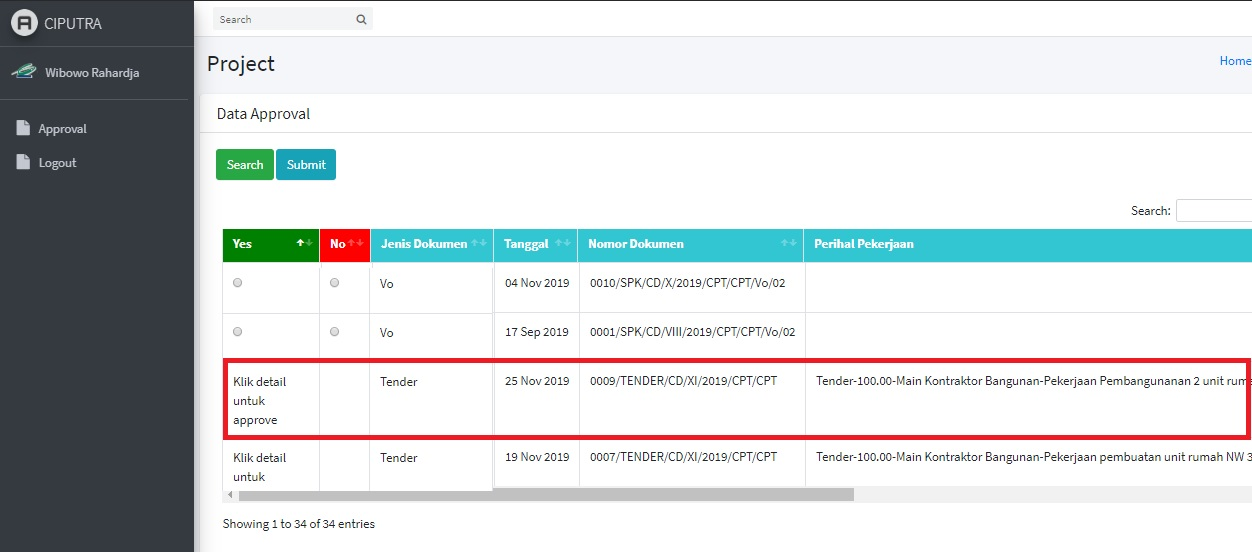 A CIPUTRA
Search
Wibowo Rahardja
Project
Home
Approval
Logout
Data Approval
Search Submit
Search:
Yes No Jenis Dokumen Tanggal Nomor Dokumen Perihal Pekerjaan
Vo 04 Nov 2019 0010/SPK/CD/X/2019/CPT/CPT/Vo/02
Vo 17 Sep 2019 0001/SPK/CD/VIII/2019/CPT/CPT/Vo/02
Klik detail Tender 25 Nov 2019 0009/TENDER/CD/XI/2019/CPT/CPT Tender-100.00-Main Kontraktor Bangunan-Pekerjaan Pembangunanan 2 unit ruma
untuk
approve
Klik detail Tender 19 Nov 2019 0007/TENDER/CD/XI/2019/CPT/CPT Tender-100.00-Main Kontraktor Bangunan-Pekerjaan pembuatan unit rumah NW 3
untuk
Showing 1 to 34 of 34 entries